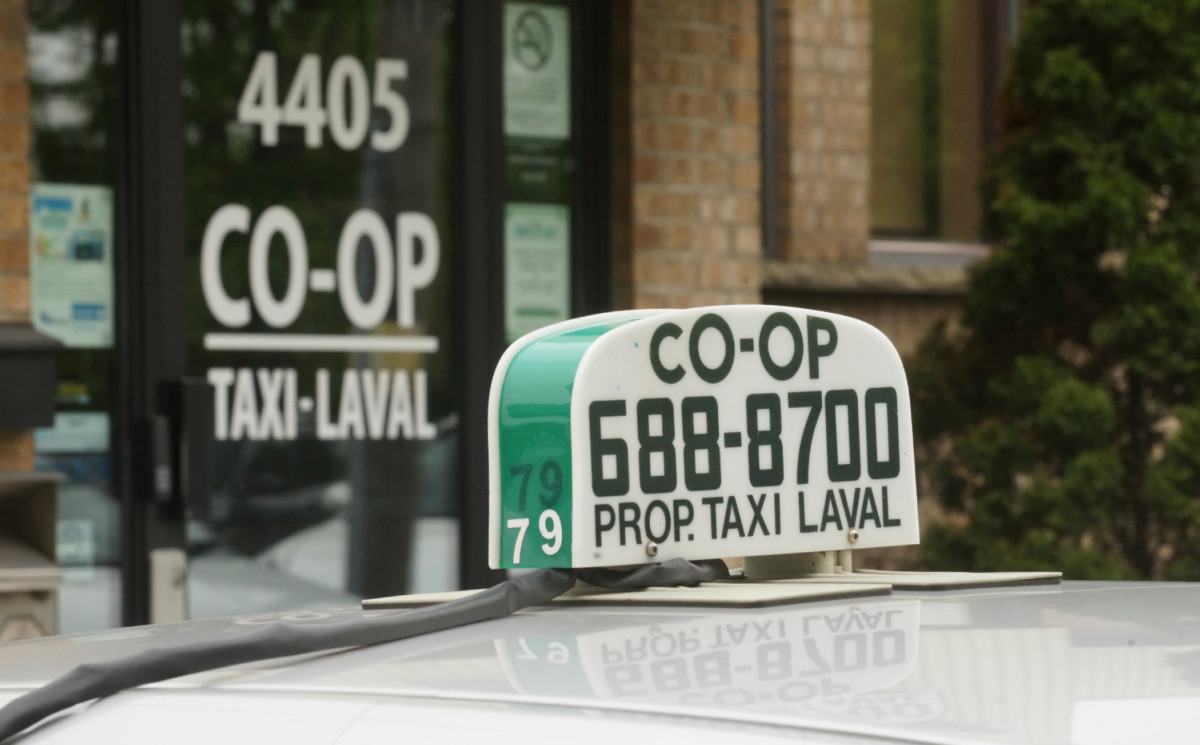 4405
CO-OP
TAXI-LAVAL
CO-OP
688-8700
PROP. TAXI LAVAL
79
79